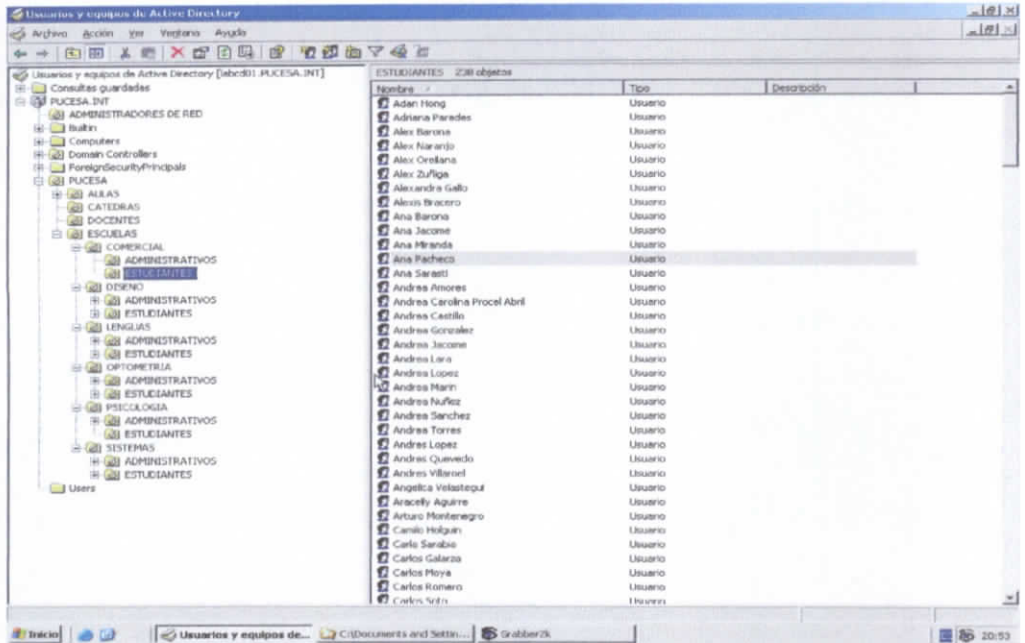 Usuarios y equipos de Active Directory
Archivo Acción Ver Ventana Ayuda
Usuarios y equipos de Active Directory [labcd01.PUCESA.INT]
Consultas guardadas
PUCESA.INT
ADMINISTRADORES DE RED
Builtin
Computers
Domain Controllers
ForeignSecurityPrincipals
PUCESA
AULAS
CATEDRAS
DOCENTES
ESCUELAS
COMERCIAL
ADMINISTRATIVOS
ESTUDIANTES
DISENO
ADMINISTRATIVOS
ESTUDIANTES
LENGUAS
ADMINISTRATIVOS
ESTUDIANTES
OPTOMETRIA
ADMINISTRATIVOS
ESTUDIANTES
PSICOLOGIA
ADMINISTRATIVOS
ESTUDIANTES
SISTEMAS
ADMINISTRATIVOS
ESTUDIANTES
Users
ESTUDIANTES 238 objetos
Nombre Tipo Descripción
Adan Hong Usuario
Adriana Paredes Usuario
Alex Barona Usuario
Alex Naranjo Usuario
Alex Orellana Usuario
Alex Zuñiga Usuario
Alexandra Gallo Usuario
Alexis Bracero Usuario
Ana Barona Usuario
Ana Jacome Usuario
Ana Miranda Usuario
Ana Pacheco Usuario
Ana Sarasti Usuario
Andrea Amores Usuario
Andrea Carolina Procel Abril Usuario
Andrea Castillo Usuario
Andrea Gonzalez Usuario
Andrea Jacome Usuario
Andrea Lara Usuario
Andrea Lopez Usuario
Andrea Marin Usuario
Andrea Nuñez Usuario
Andrea Sanchez Usuario
Andrea Torres Usuario
Andres Lopez Usuario
Andres Quevedo Usuario
Andres Villaroel Usuario
Angelica Velastegui Usuario
Aracelly Aguirre Usuario
Arturo Montenegro Usuario
Camilo Holguin Usuario
Carla Sarabia Usuario
Carlos Galarza Usuario
Carlos Moya Usuario
Carlos Romero Usuario
Carlos Soto Usuario
Inicio Usuarios y equipos de... C:\Documents and Settin... Grabber2k 20:53